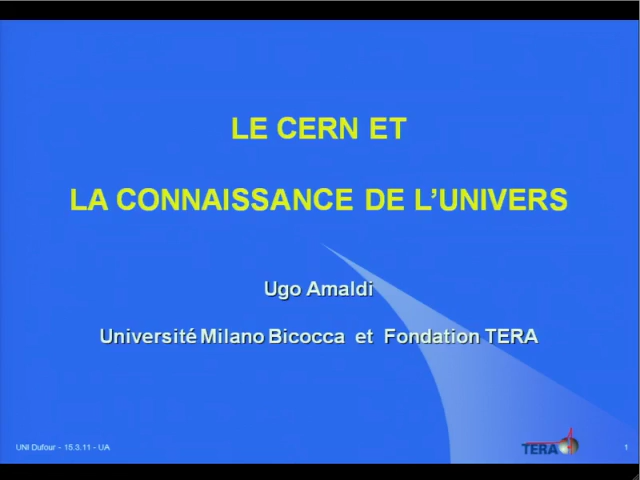 LE CERN ET
LA CONNAISSANCE DE L'UNIVERS
Ugo Amaldi
Université Milano Bicocca et Fondation TERA
UNI Dufour - 15.3.11 - UA
TERA
1